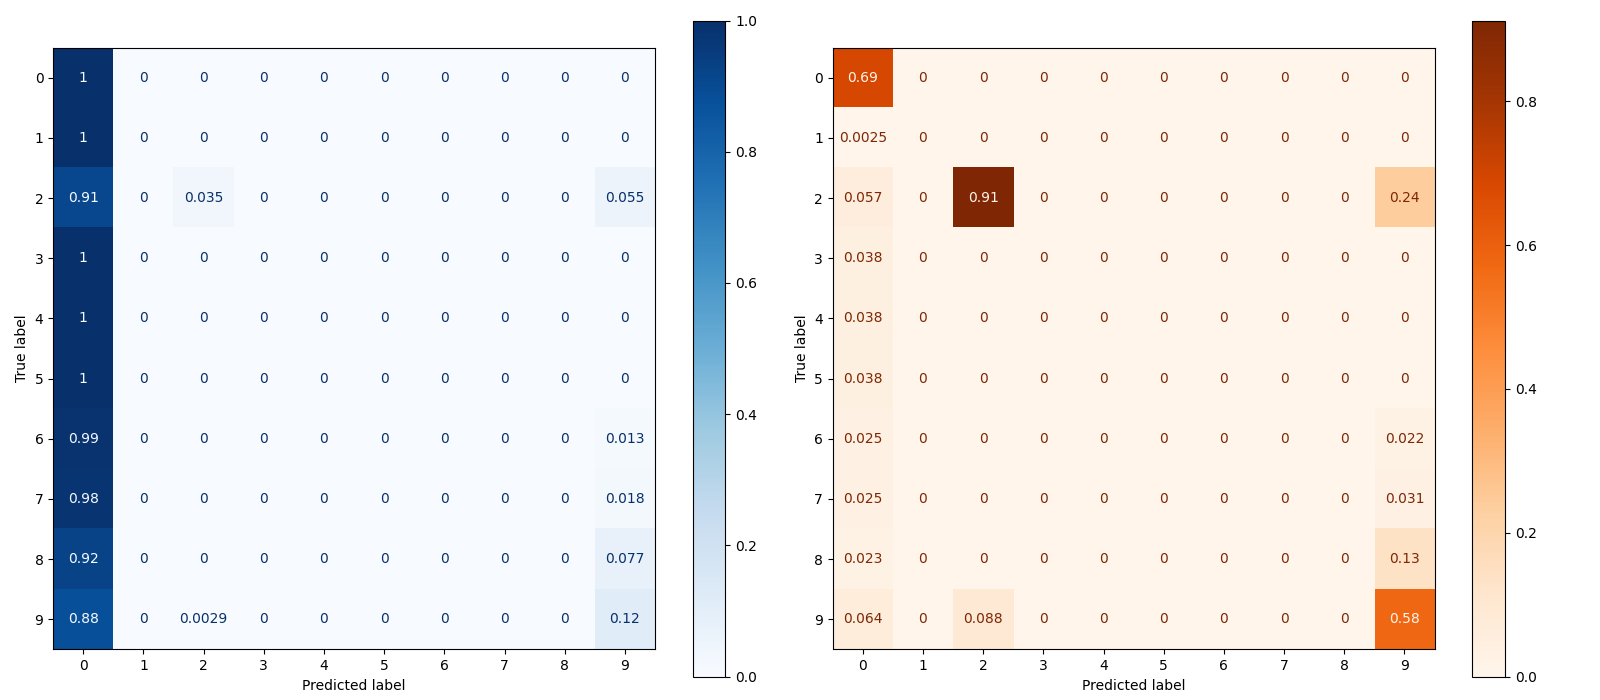 1.0
0 1 0 0 0 0 0 0 0 0 0
1 1 0 0 0 0 0 0 0 0 0
2 0.91 0 0.035 0 0 0 0 0 0 0.055
3 1 0 0 0 0 0 0 0 0 0
4 1 0 0 0 0 0 0 0 0 0
5 1 0 0 0 0 0 0 0 0 0
6 0.99 0 0 0 0 0 0 0 0 0.013
7 0.98 0 0 0 0 0 0 0 0 0.018
8 0.92 0 0 0 0 0 0 0 0 0.077
9 0.88 0 0.0029 0 0 0 0 0 0 0.12
0 1 2 3 4 5 6 7 8 9
True label
Predicted label
0.8
0.6
0.4
0.2
0.0
0 0.69 0 0 0 0 0 0 0 0 0
1 0.0025 0 0 0 0 0 0 0 0 0
2 0.057 0 0.91 0 0 0 0 0 0 0.24
3 0.038 0 0 0 0 0 0 0 0 0
4 0.038 0 0 0 0 0 0 0 0 0
5 0.038 0 0 0 0 0 0 0 0 0
6 0.025 0 0 0 0 0 0 0 0 0.022
7 0.025 0 0 0 0 0 0 0 0 0.031
8 0.023 0 0 0 0 0 0 0 0 0.13
9 0.064 0 0.088 0 0 0 0 0 0 0.58
0 1 2 3 4 5 6 7 8 9
True label
Predicted label
0.8
0.6
0.4
0.2
0.0